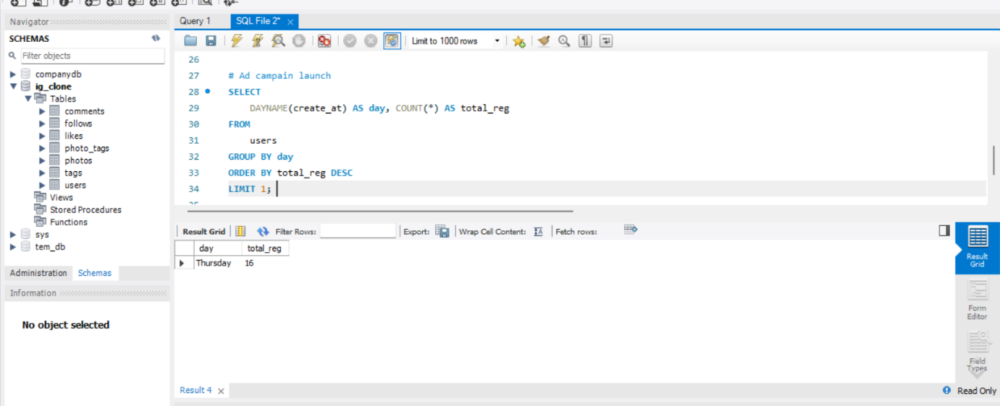 Navigator
Query 1
SQL File 2*
SCHEMAS
Limit to 1000 rows
Filter objects
companydb
ig_clone
Tables
comments
follows
likes
photo_tags
photos
tags
users
Views
Stored Procedures
Functions
sys
tem_db
Administration
Schemas
Information
No object selected
26
27 # Ad campain launch
28 SELECT
29 DAYNAME(create_at) AS day, COUNT(*) AS total_reg
30 FROM
31 users
32 GROUP BY day
33 ORDER BY total_reg DESC
34 LIMIT 1;
Result Grid
Filter Rows:
Export:
Wrap Cell Content:
Fetch rows:
day total_reg
Thursday 16
Result
Grid
Form
Editor
Field
Types
Result 4
Read Only